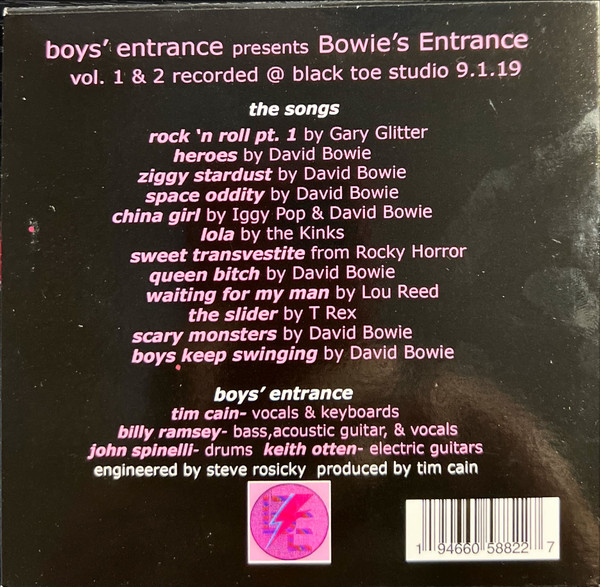 boys' entrance presents Bowie's Entrance
vol. 1 & 2 recorded @ black toe studio 9.1.19
the songs
rock 'n roll pt. 1 by Gary Glitter
heroes by David Bowie
ziggy stardust by David Bowie
space oddity by David Bowie
china girl by Iggy Pop & David Bowie
lola by the Kinks
sweet transvestite from Rocky Horror
queen bitch by David Bowie
waiting for my man by Lou Reed
the slider by T Rex
scary monsters by David Bowie
boys keep swinging by David Bowie
boys' entrance
tim cain- vocals & keyboards
billy ramsey- bass,acoustic guitar, & vocals
john spinelli- drums keith otten- electric guitars
engineered by steve rosicky produced by tim cain
1 94660 58822 7